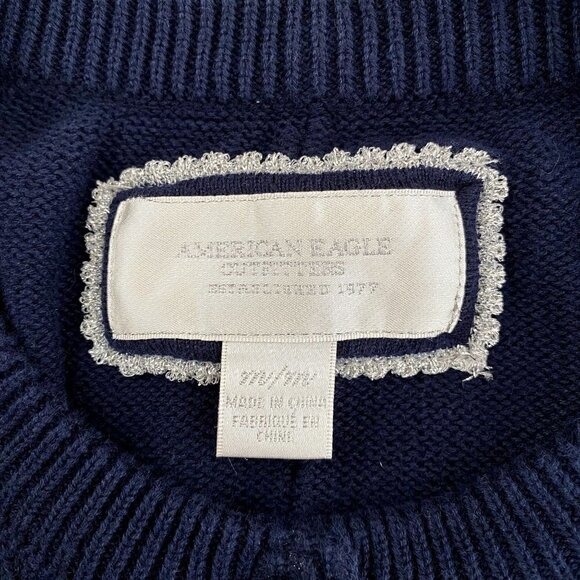 AMERICAN EAGLE
OUTFITTERS
ESTABLISHED 1977
m/m
MADE IN CHINA
FABRIQUÉ EN
CHINE